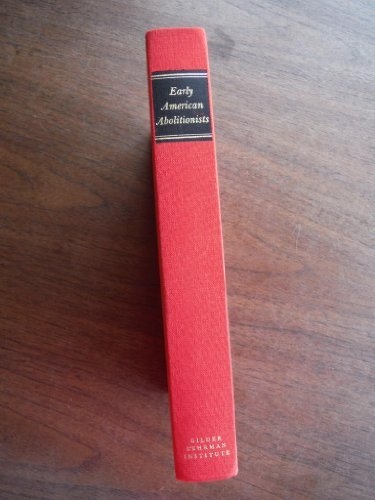 Early
American
Abolitionists
GILDER
LEHRMAN
INSTITUTE